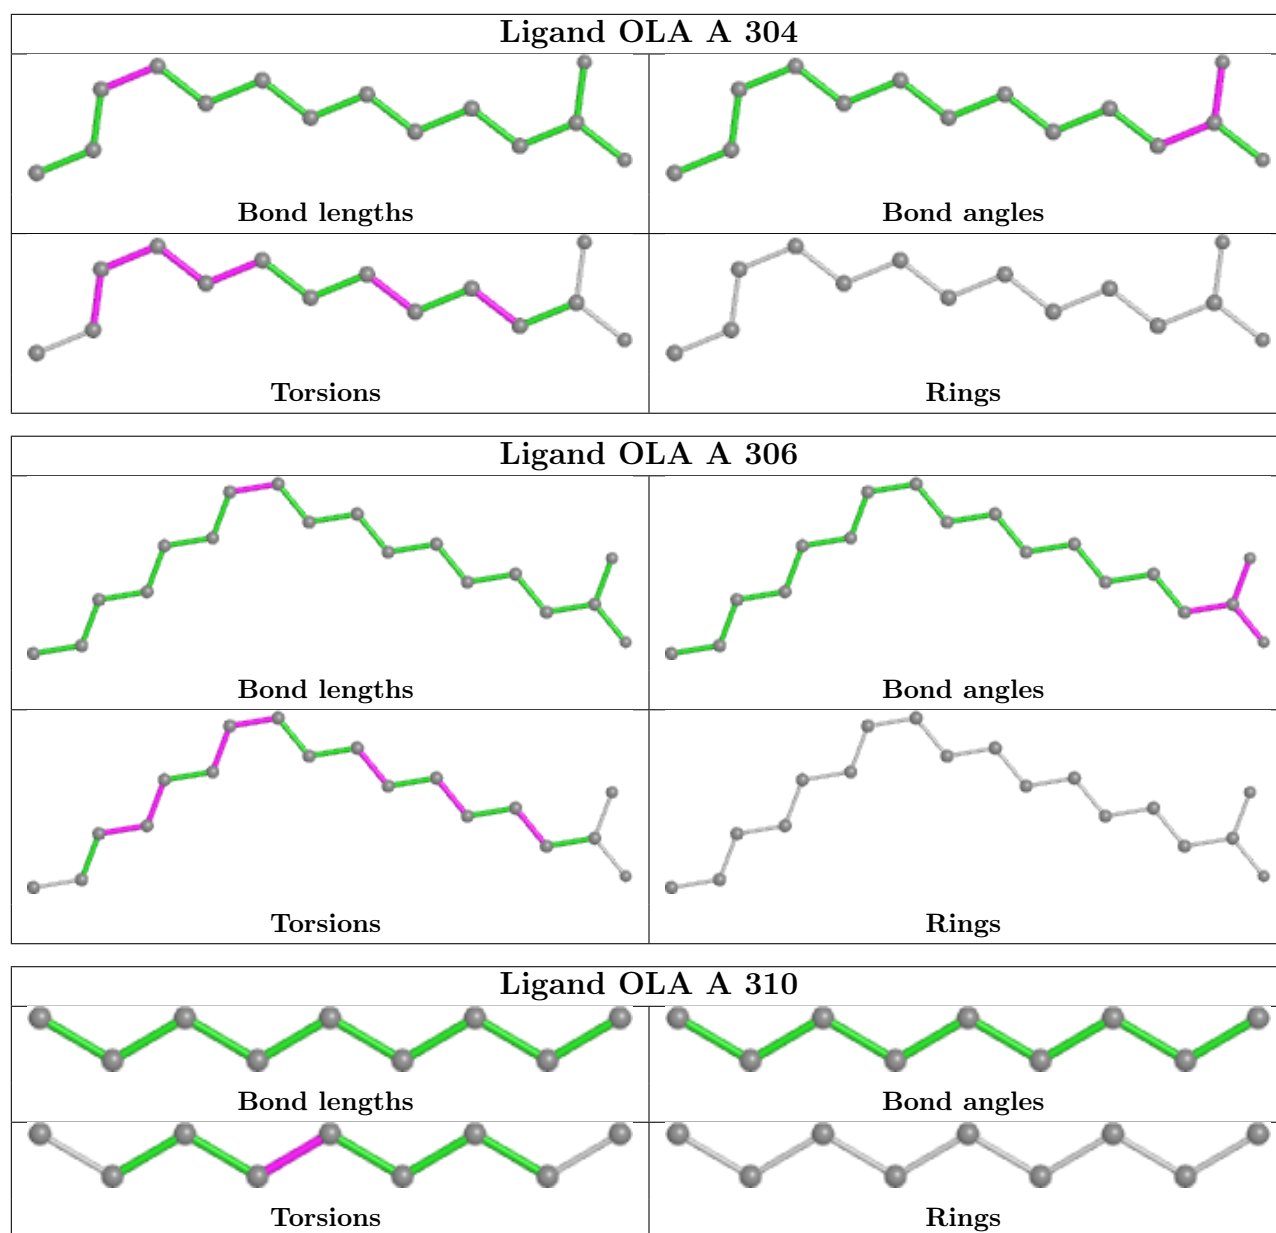 Ligand OLA A 304
Bond lengths
Bond angles
Torsions
Rings
Ligand OLA A 306
Bond lengths
Bond angles
Torsions
Rings
Ligand OLA A 310
Bond lengths
Bond angles
Torsions
Rings